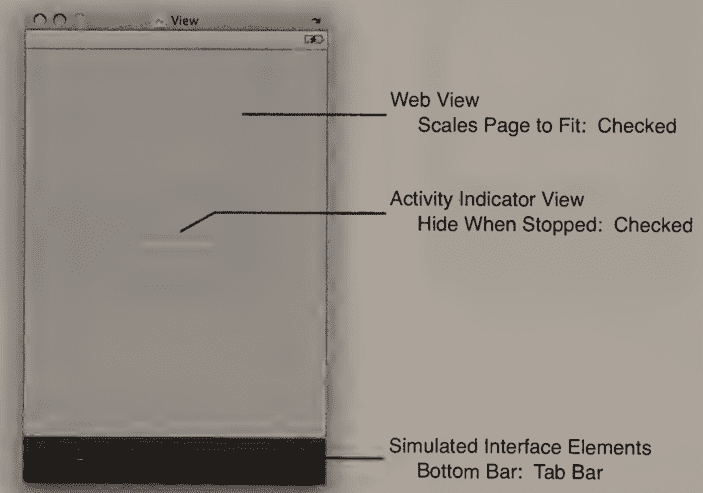 View
Web View
Scales Page to Fit: Checked
Activity Indicator View
Hide When Stopped: Checked
Simulated Interface Elements
Bottom Bar: Tab Bar